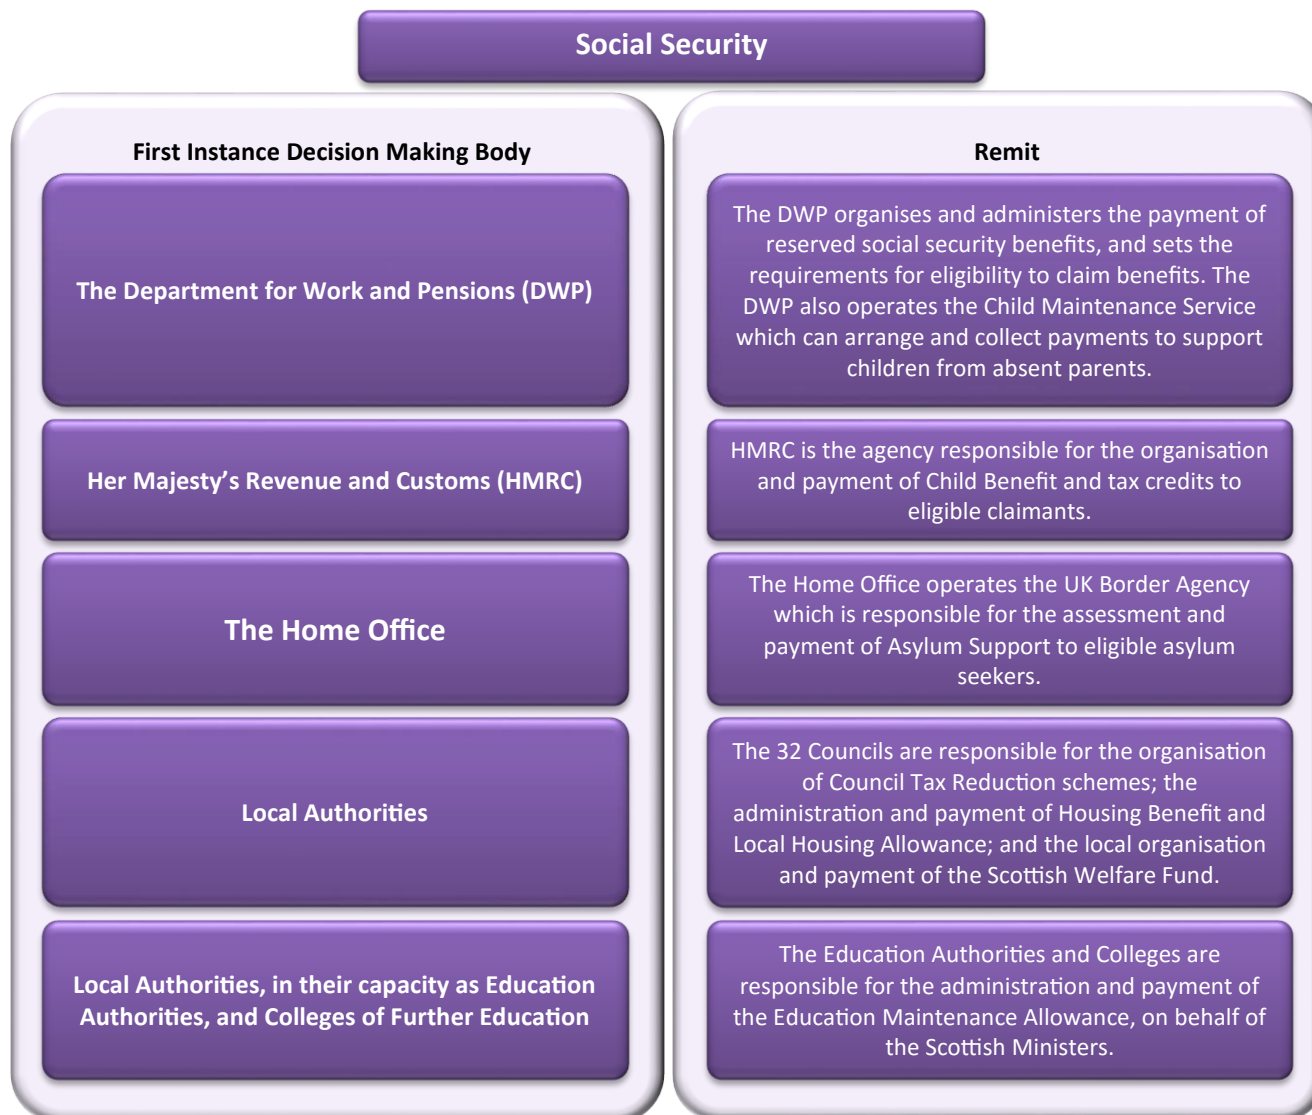 Social Security
First Instance Decision Making Body
The Department for Work and Pensions (DWP)
Her Majesty’s Revenue and Customs (HMRC)
The Home Office
Local Authorities
Local Authorities, in their capacity as Education
Authorities, and Colleges of Further Education
Remit
The DWP organises and administers the payment of
reserved social security benefits, and sets the
requirements for eligibility to claim benefits. The
DWP also operates the Child Maintenance Service
which can arrange and collect payments to support
children from absent parents.
HMRC is the agency responsible for the organisation
and payment of Child Benefit and tax credits to
eligible claimants.
The Home Office operates the UK Border Agency
which is responsible for the assessment and
payment of Asylum Support to eligible asylum
seekers.
The 32 Councils are responsible for the organisation
of Council Tax Reduction schemes; the
administration and payment of Housing Benefit and
Local Housing Allowance; and the local organisation
and payment of the Scottish Welfare Fund.
The Education Authorities and Colleges are
responsible for the administration and payment of
the Education Maintenance Allowance, on behalf of
the Scottish Ministers.